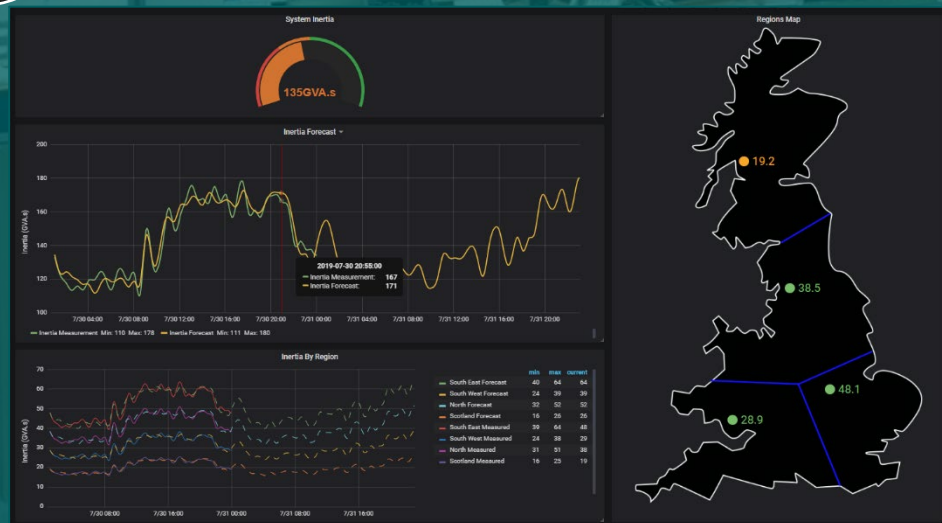 System Inertia
135GVA.s
Inertia Forecast
Inertia (GVA.s)
200
180
160
140
120
100
7/30 04:00 7/30 08:00 7/30 12:00 7/30 16:00 7/30 20:00 7/31 00:00 7/31 04:00 7/31 08:00 7/31 12:00 7/31 16:00 7/31 20:00
2019-07-30 20:55:00
Inertia Measurement: 167
Inertia Forecast: 171
Inertia Measurement Min: 110 Max: 178 Inertia Forecast Min: 111 Max: 180
Inertia By Region
Inertia (GVA.s)
70
60
50
40
30
20
10
0
7/30 08:00 7/30 16:00 7/31 00:00 7/31 08:00 7/31 16:00
min max current
South East Forecast 40 64 64
South West Forecast 24 39 39
North Forecast 32 52 52
Scotland Forecast 16 26 26
South East Measured 39 64 48
South West Measured 24 38 29
North Measured 31 51 38
Scotland Measured 16 25 19
Regions Map
19.2
38.5
48.1
28.9